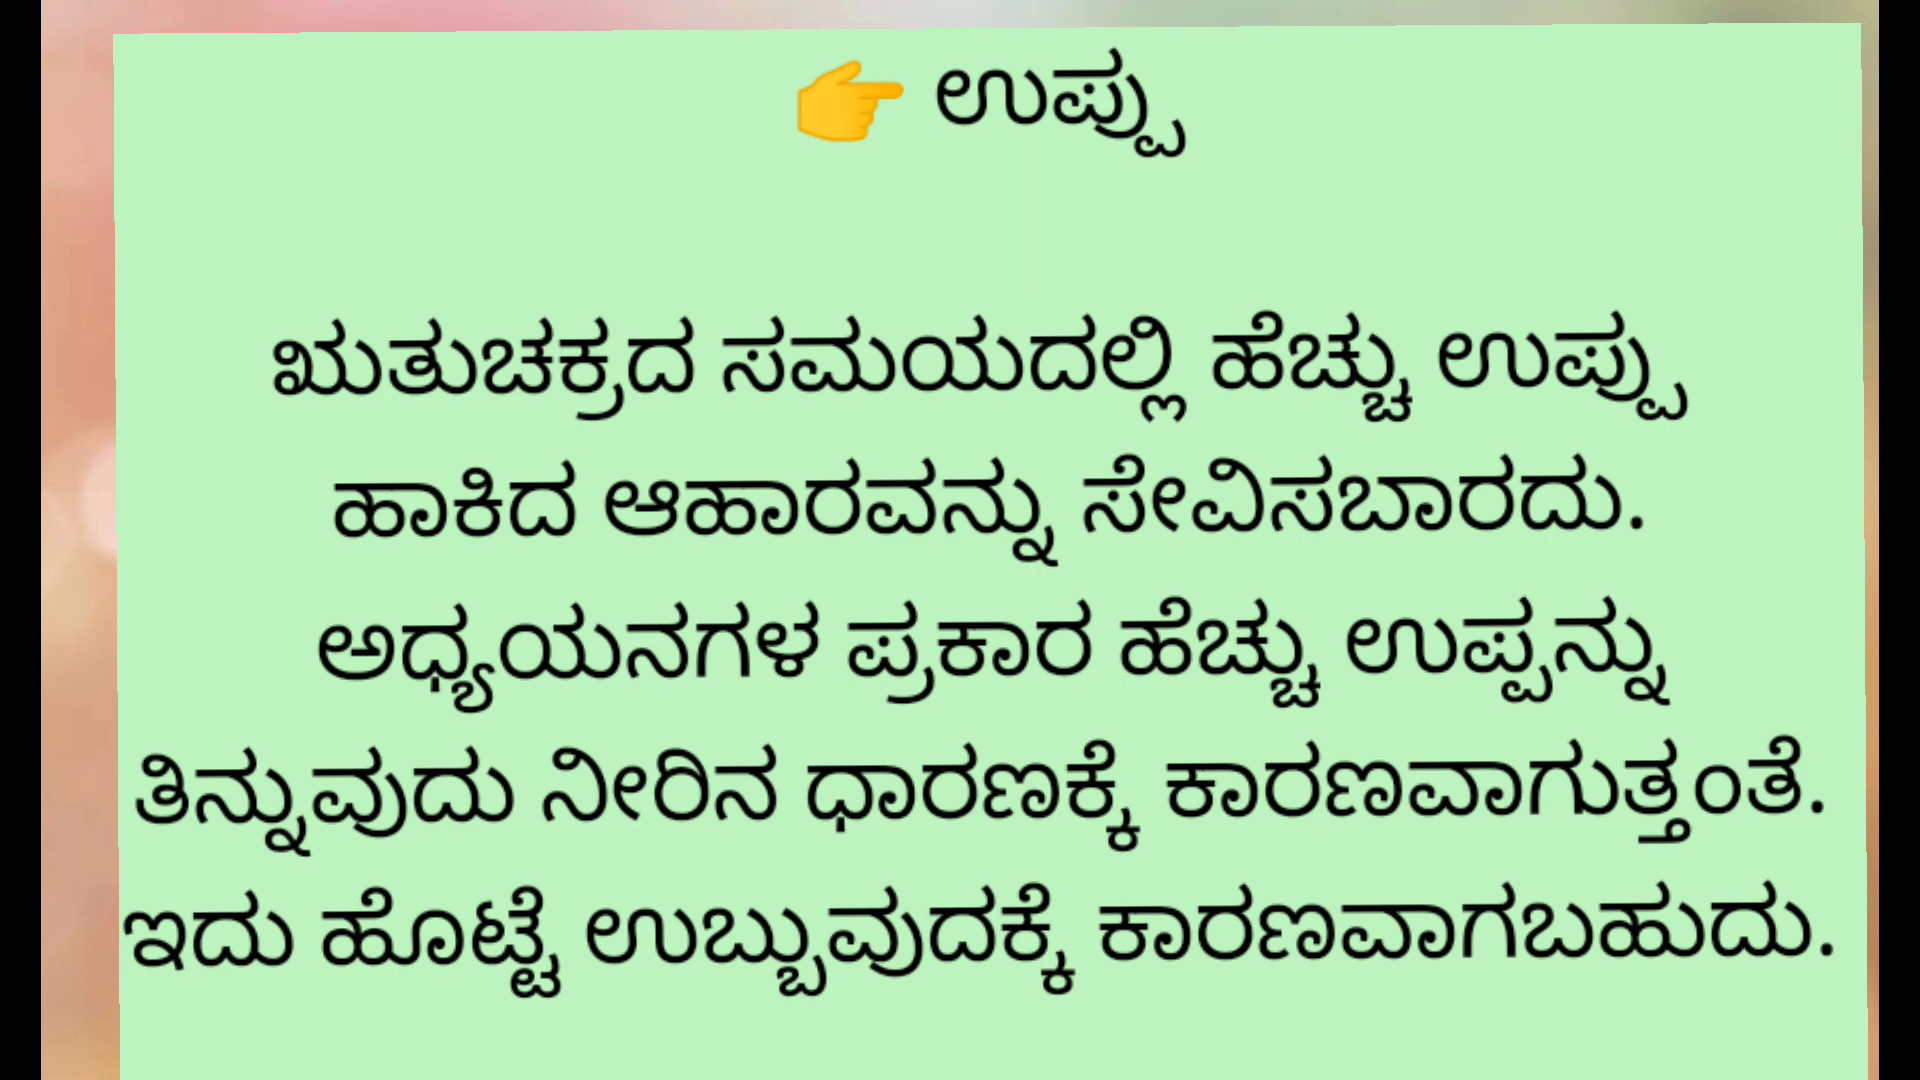 👉 ಉಪ್ಪು
ಋತುಚಕ್ರದ ಸಮಯದಲ್ಲಿ ಹೆಚ್ಚು ಉಪ್ಪು
ಹಾಕಿದ ಆಹಾರವನ್ನು ಸೇವಿಸಬಾರದು.
ಅಧ್ಯಯನಗಳ ಪ್ರಕಾರ ಹೆಚ್ಚು ಉಪ್ಪನ್ನು
ತಿನ್ನುವುದು ನೀರಿನ ಧಾರಣಕ್ಕೆ ಕಾರಣವಾಗುತ್ತಂತೆ.
ಇದು ಹೊಟ್ಟೆ ಉಬ್ಬುವುದಕ್ಕೆ ಕಾರಣವಾಗಬಹುದು.